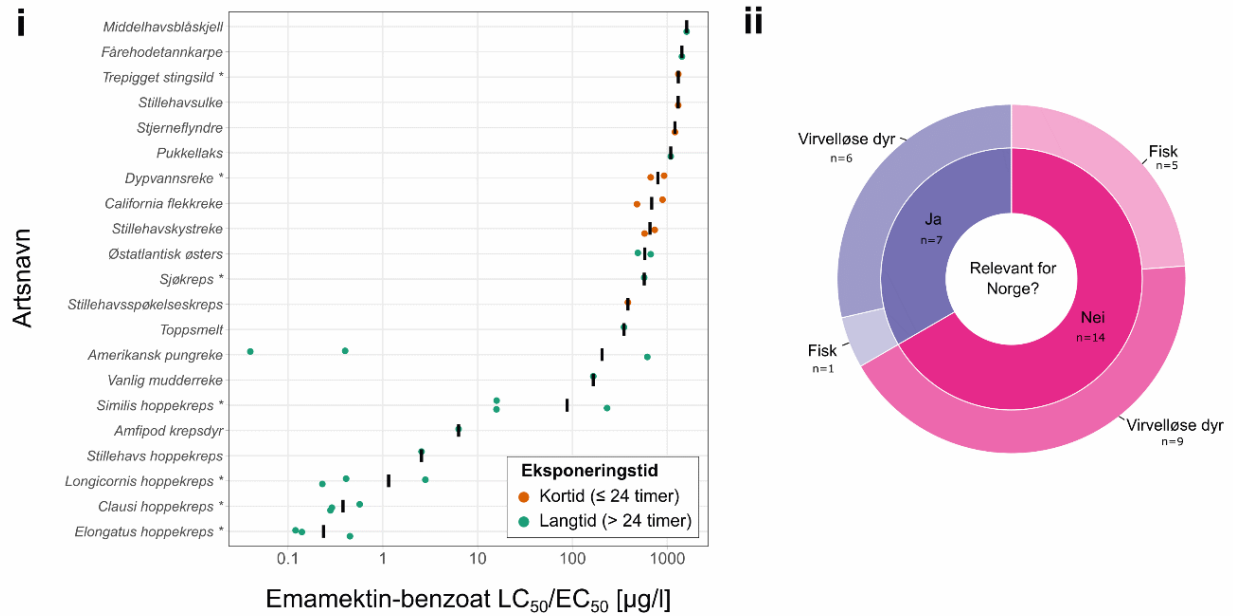 i
Artsnavn
Middelhavsblåskjell
Fårehodetannkarpe
Trepigget stingsild *
Stillehavsulke
Stjerneflyndre
Pukkellaks
Dypvannsreke *
California flekkreke
Stillehavskystreke
Østatlantisk østers
Sjøkreps *
Stillehavsspøkelseskreps
Toppsmelt
Amerikansk pungreke
Vanlig mudderreke
Similis hoppekreps *
Amfipod krepsdyr
Stillehavs hoppekreps
Longicornis hoppekreps *
Clausi hoppekreps *
Elongatus hoppekreps *
Eksponeringstid
Kortid (≤ 24 timer)
Langtid (> 24 timer)
0.1 1 10 100 1000
Emamektin-benzoat LC50/EC50 [µg/l]
ii
Virvelløse dyr
n=6
Fisk
n=5
Ja
n=7
Relevant for
Norge?
Nei
n=14
Fisk
n=1
Virvelløse dyr
n=9